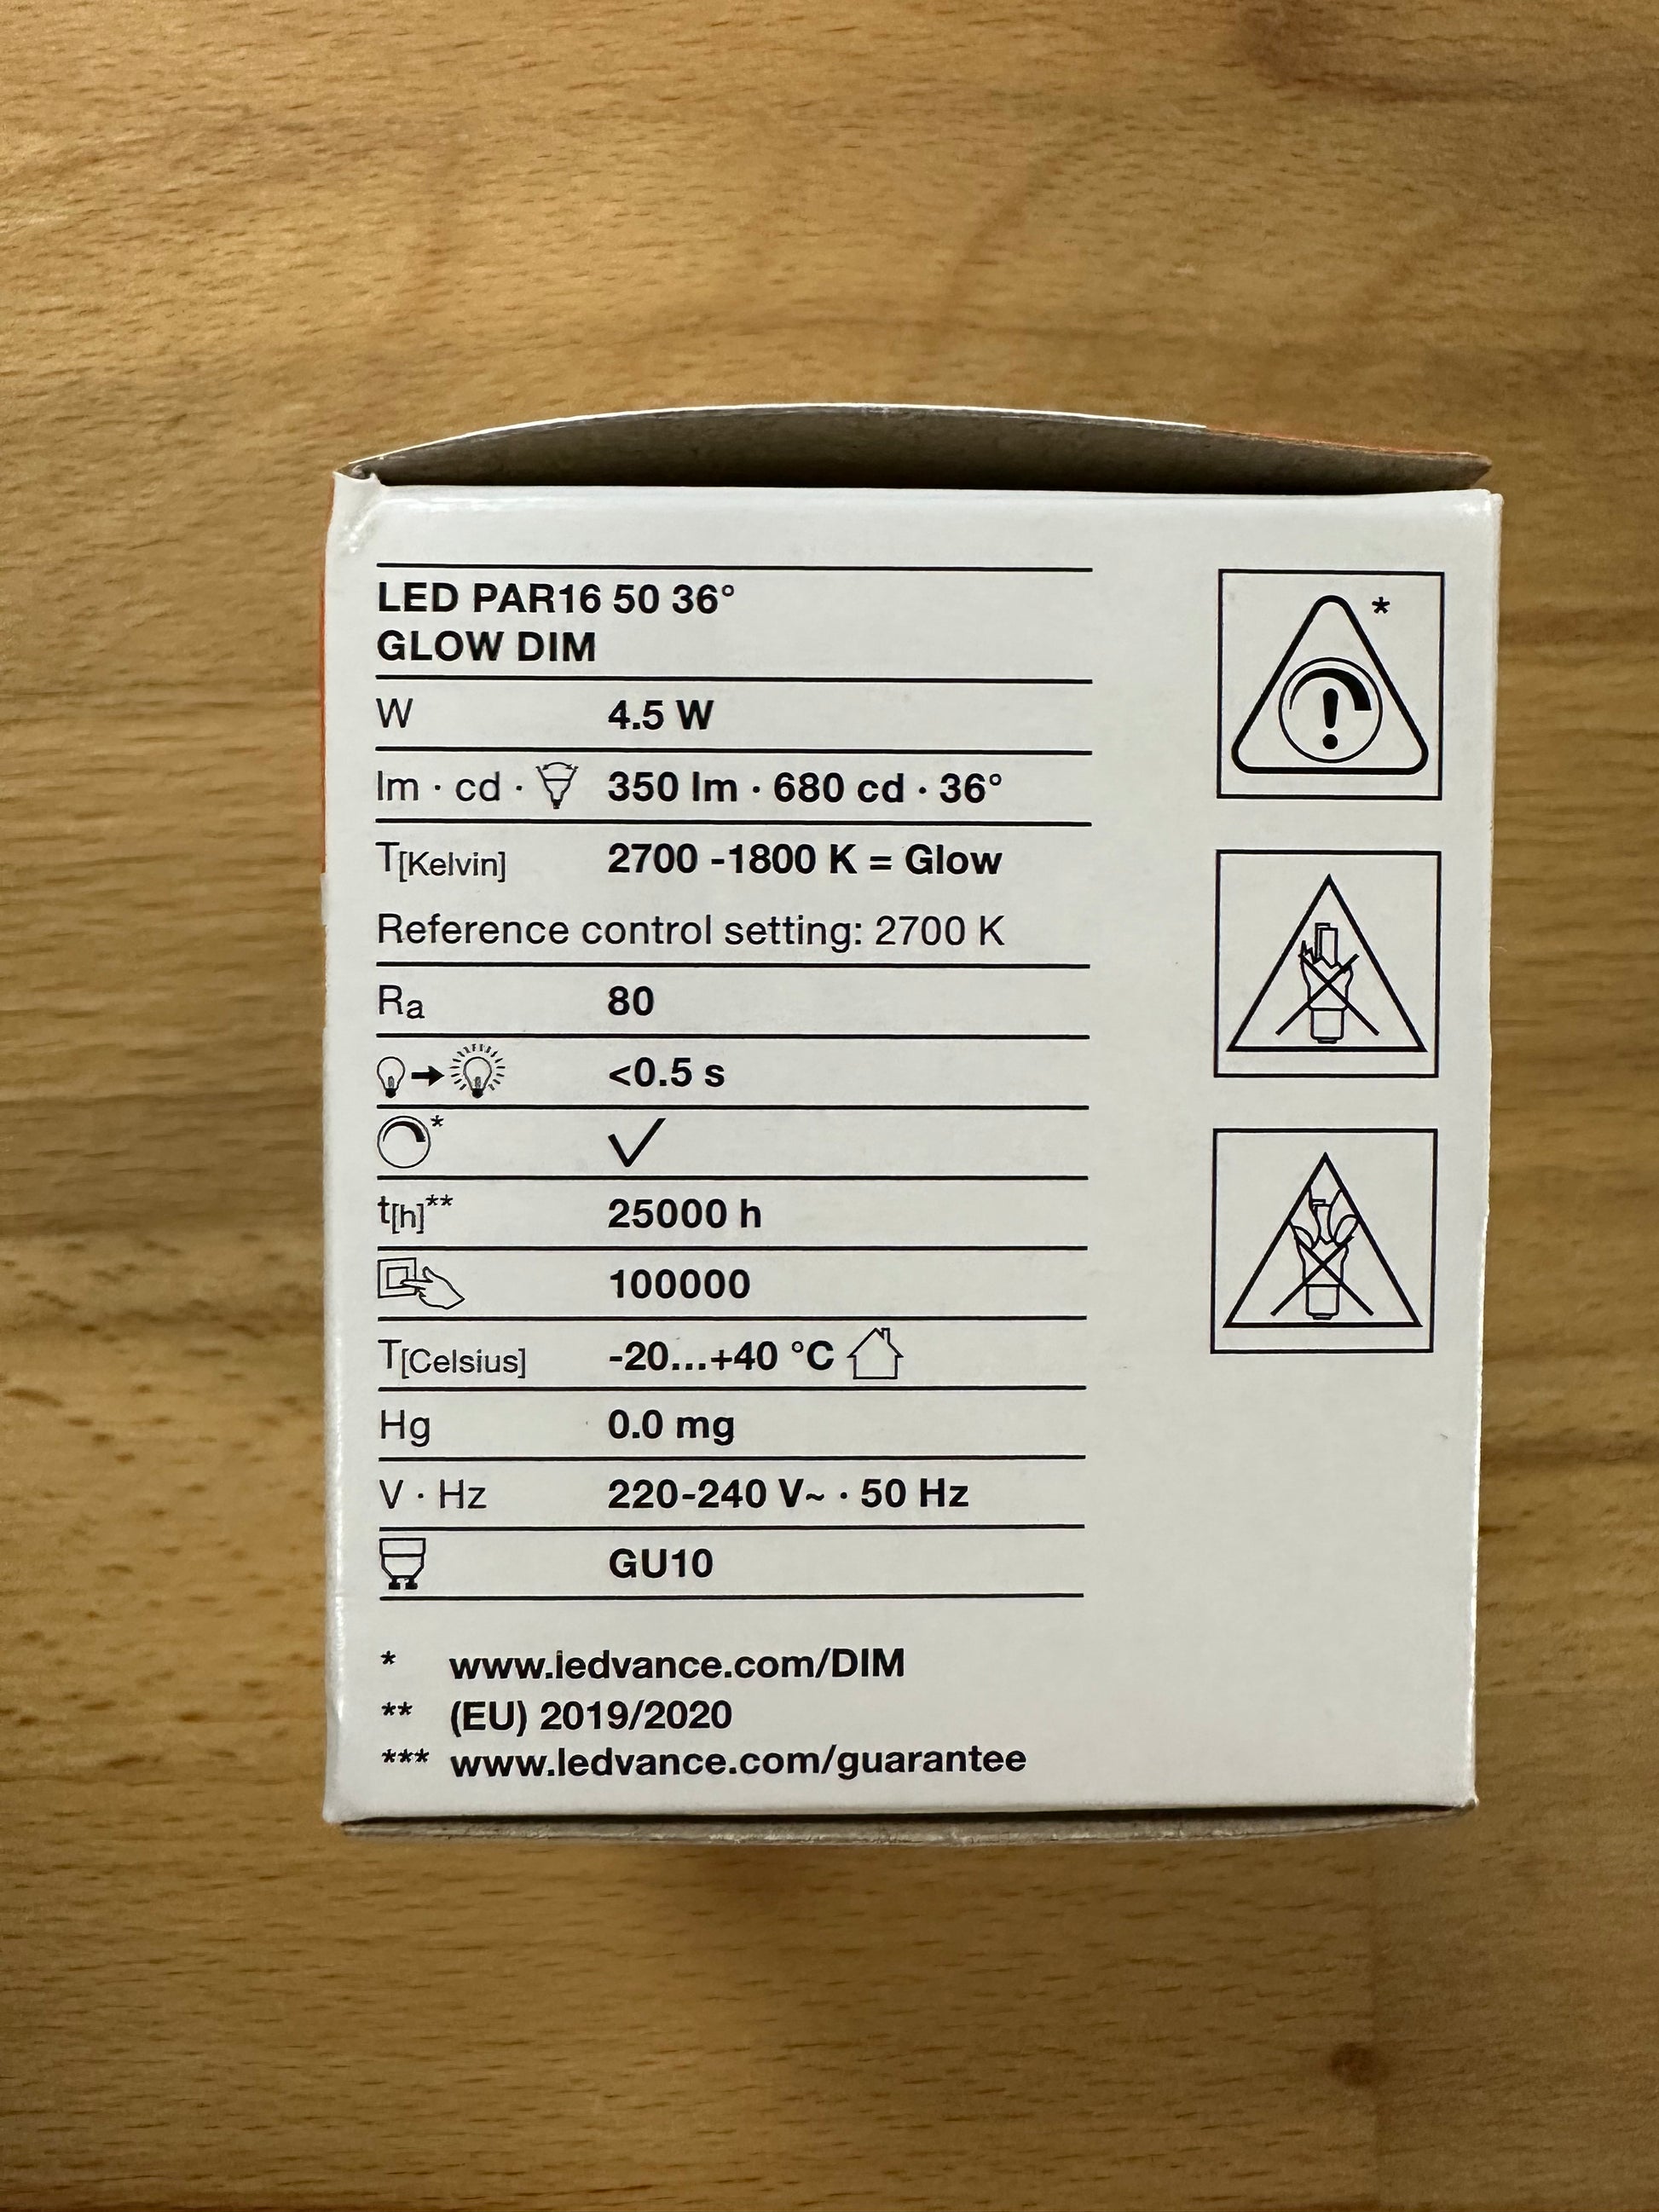 LED PAR16 50 36°
GLOW DIM
W 4.5 W
lm · cd · 350 lm · 680 cd · 36°
T[Kelvin] 2700 -1800 K = Glow
Reference control setting: 2700 K
Ra 80
<0.5 s
* ✓
t[h]** 25000 h
100000
T[Celsius] -20...+40 °C
Hg 0.0 mg
V · Hz 220-240 V~ · 50 Hz
GU10
* www.ledvance.com/DIM
** (EU) 2019/2020
*** www.ledvance.com/guarantee
*
!